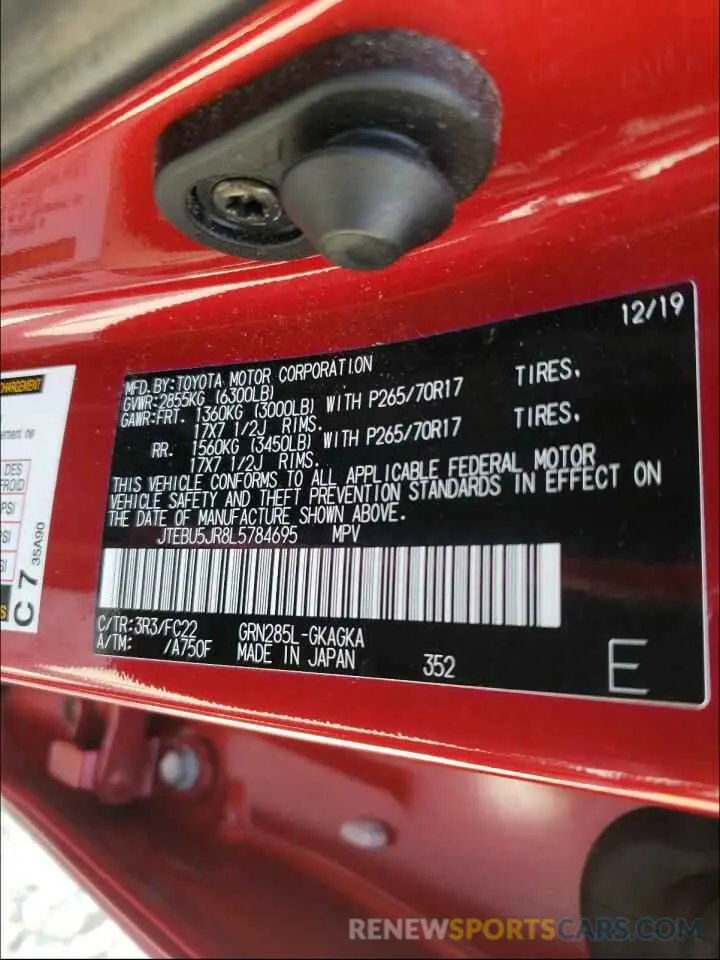 12/19
MFD. BY: TOYOTA MOTOR CORPORATION
GVWR: 2855KG (6300LB)
GAWR: FRT. 1360KG (3000LB) WITH P265/70R17 TIRES,
17X7 1/2J RIMS.
RR. 1560KG (3450LB) WITH P265/70R17 TIRES,
17X7 1/2J RIMS.
THIS VEHICLE CONFORMS TO ALL APPLICABLE FEDERAL MOTOR
VEHICLE SAFETY AND THEFT PREVENTION STANDARDS IN EFFECT ON
THE DATE OF MANUFACTURE SHOWN ABOVE.
JTEBU5JR8L5784695 MPV
C/TR: 3R3/FC22 GRN285L-GKAGKA
A/TM: /A750F MADE IN JAPAN 352
E
DES
C 7 35A90
RENEWSPORTSCARS.COM